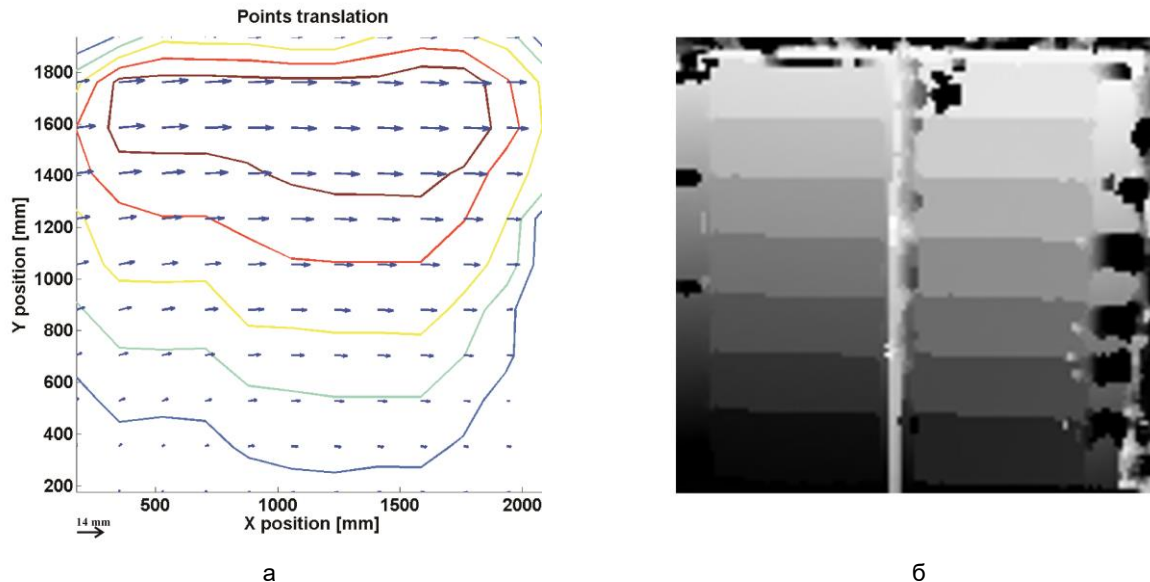 Points translation
Y position [mm]
1800
1600
1400
1200
1000
800
600
400
200
500
1000
1500
2000
X position [mm]
14 mm
а
б